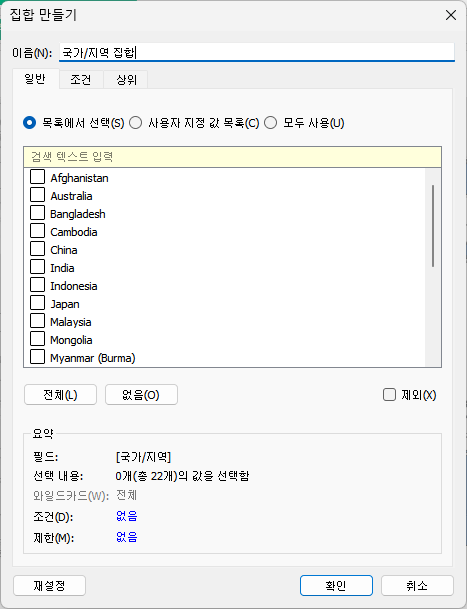 집합 만들기
이름(N): 국가/지역 집합
일반 조건 상위
목록에서 선택(S) 사용자 지정 값 목록(C) 모두 사용(U)
검색 텍스트 입력
Afghanistan
Australia
Bangladesh
Cambodia
China
India
Indonesia
Japan
Malaysia
Mongolia
Myanmar (Burma)
전체(L) 없음(O) 제외(X)
요약
필드: [국가/지역]
선택 내용: 0개(총 22개)의 값을 선택함
와일드카드(W): 전체
조건(D): 없음
제한(M): 없음
재설정 확인 취소